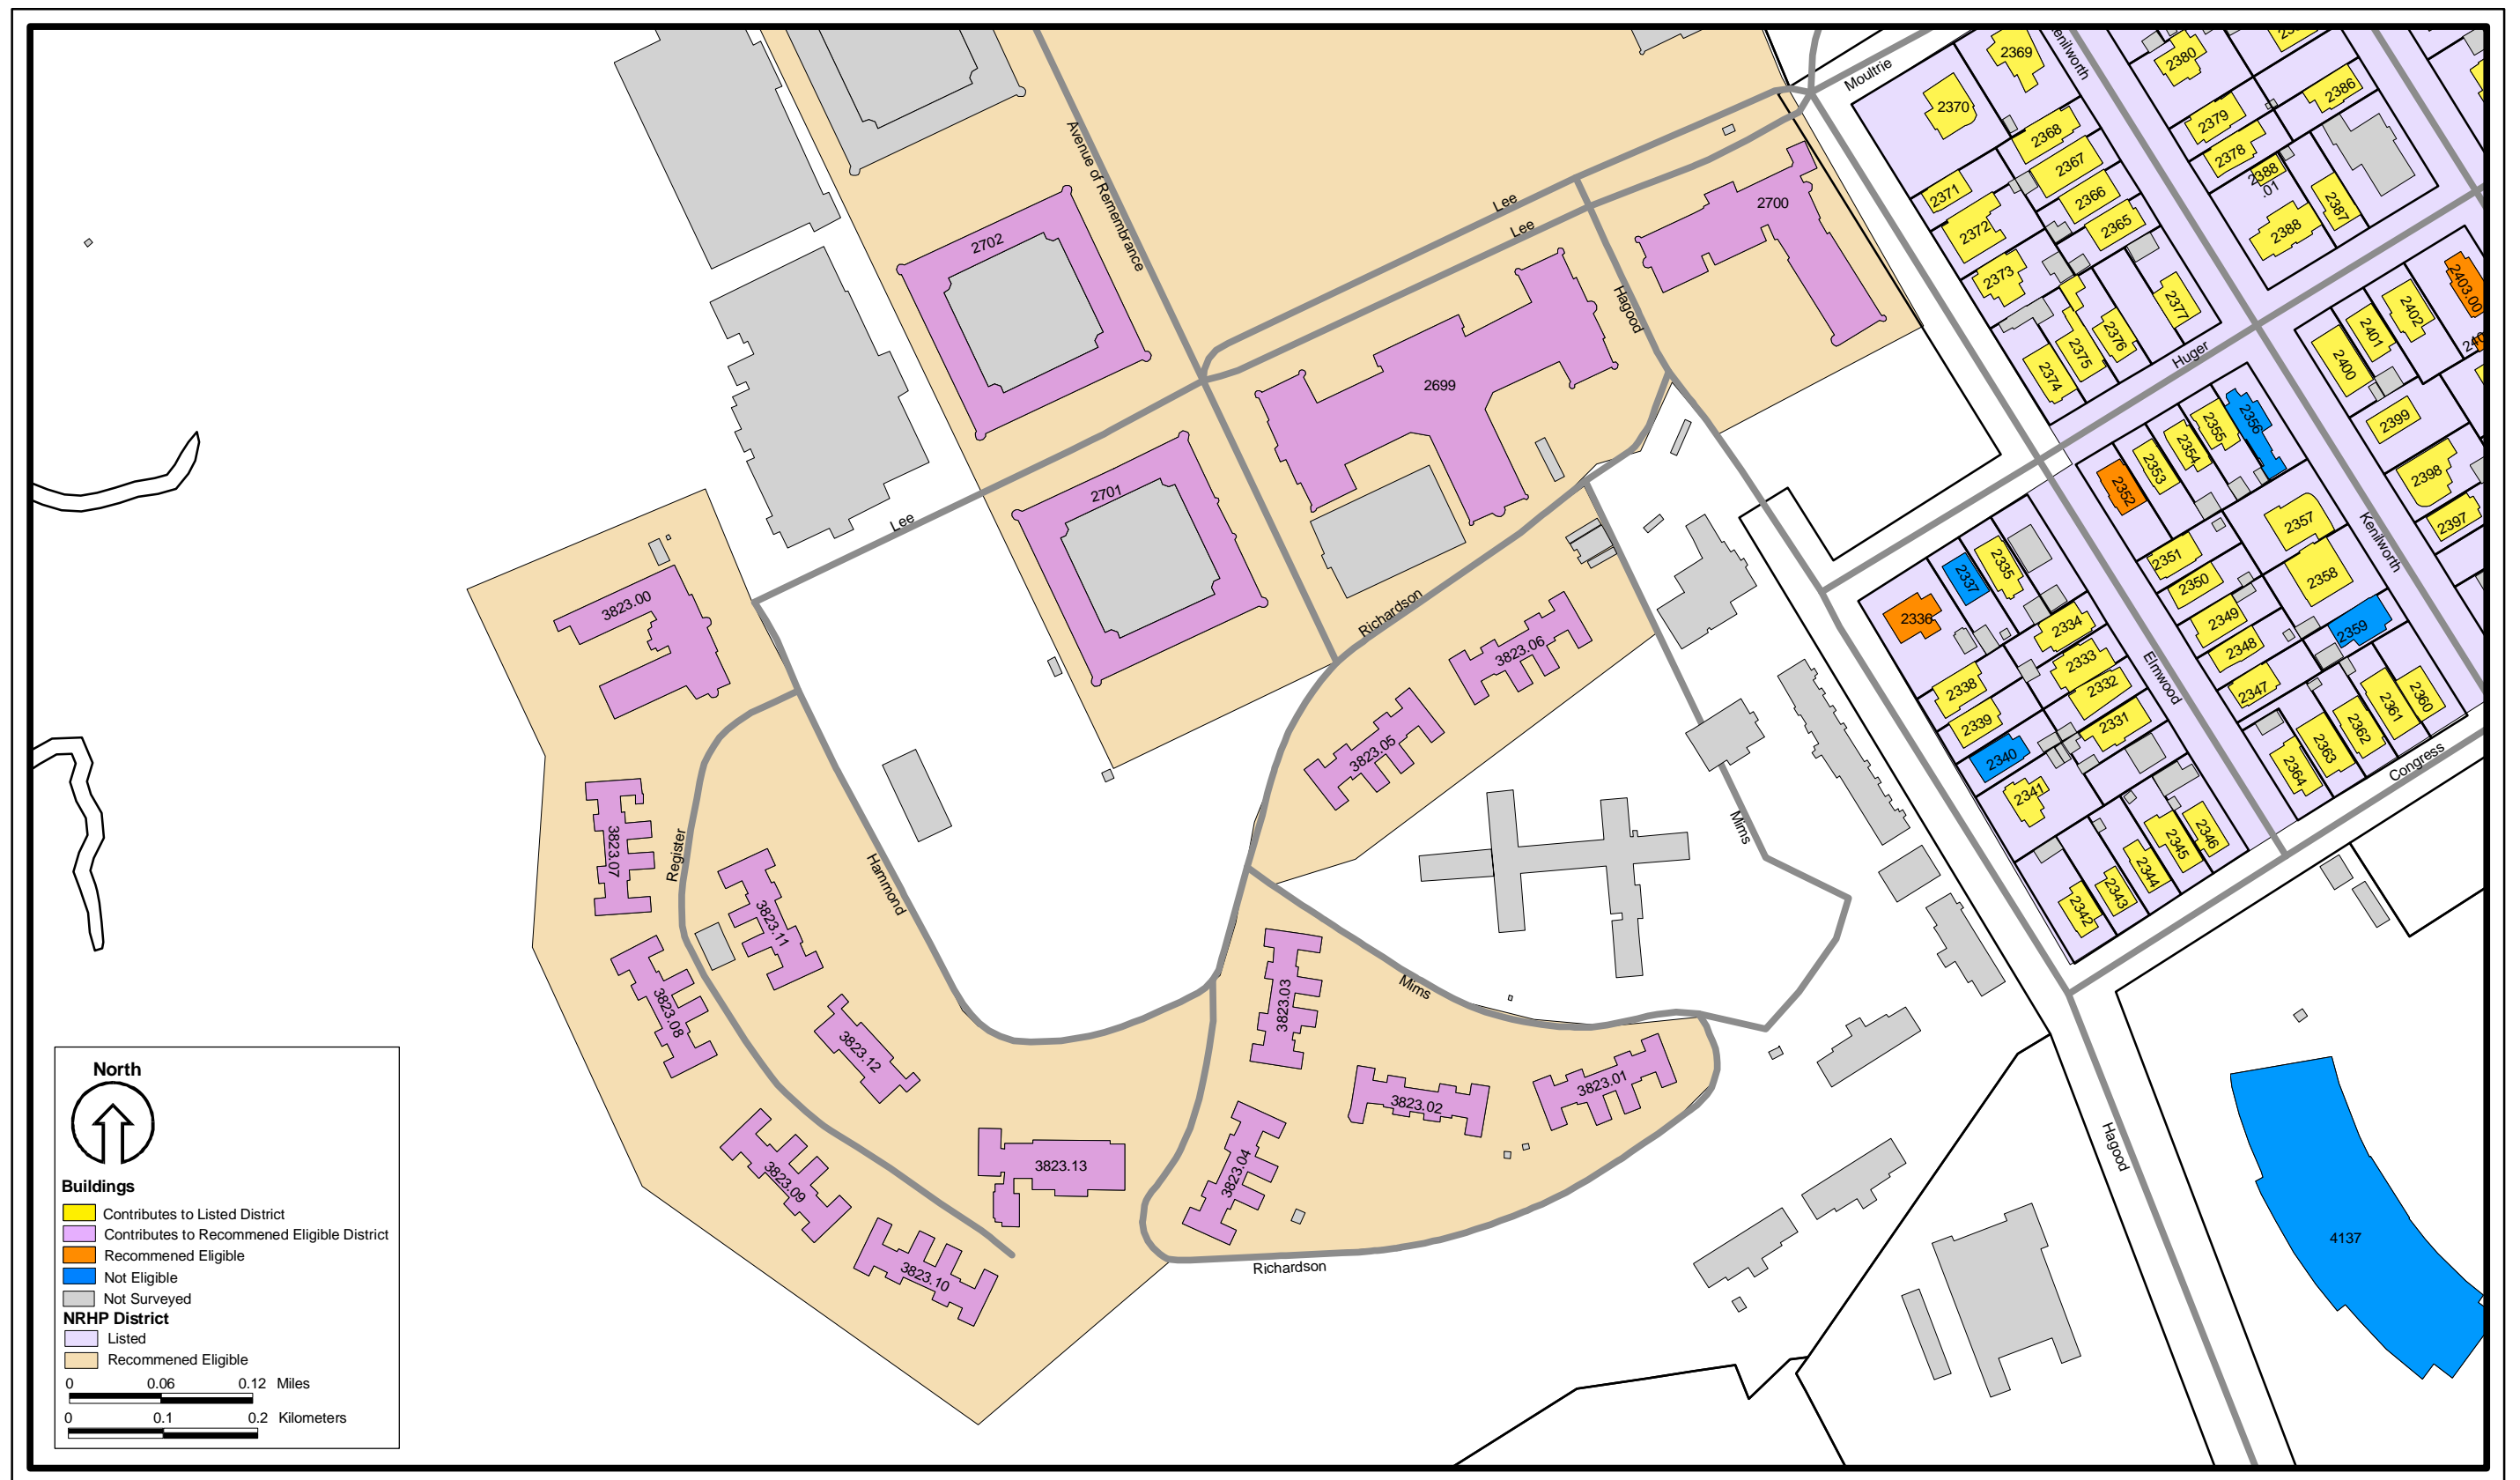 Moultrie
Kenilworth
2369
2380
2370
2386
2379
2368
2378
2367
2388
.01
2371
2366
2387
2372
2365
2388
2373
2377
2376
2375
2374
Huger
2402
2401
2400
2403.00
2399
2398
2397
Avenue of Remembrance
Lee
Lee
2700
2702
Hagood
2699
2701
Lee
2356
2355
2354
2353
2352
2357
2351
2358
2350
2349
2359
2348
2347
2360
2361
2362
2363
2364
Kenilworth
Elmwood
Congress
2335
2337
2336
2334
2333
2338
2332
2339
2331
2340
2341
2346
2345
2344
2343
2342
3823.00
Richardson
3823.06
3823.05
Mims
Register
3823.07
Hammond
3823.11
3823.08
3823.12
3823.03
Mims
3823.01
3823.02
3823.13
3823.04
3823.09
3823.10
Richardson
Hagood
4137
North
Buildings
Contributes to Listed District
Contributes to Recommened Eligible District
Recommened Eligible
Not Eligible
Not Surveyed
NRHP District
Listed
Recommened Eligible
0 0.06 0.12 Miles
0 0.1 0.2 Kilometers